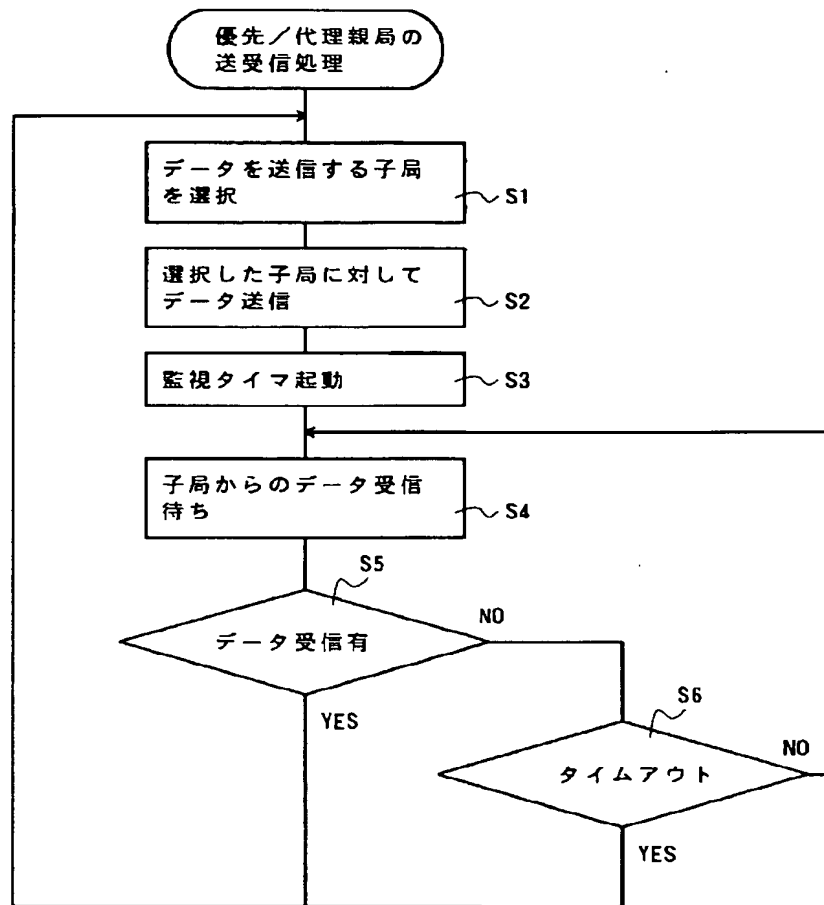 優先／代理親局の
送受信処理
データを送信する子局
を選択
S1
選択した子局に対して
データ送信
S2
監視タイマ起動
S3
子局からのデータ受信
待ち
S4
S5
データ受信有
NO
YES
S6
タイムアウト
NO
YES